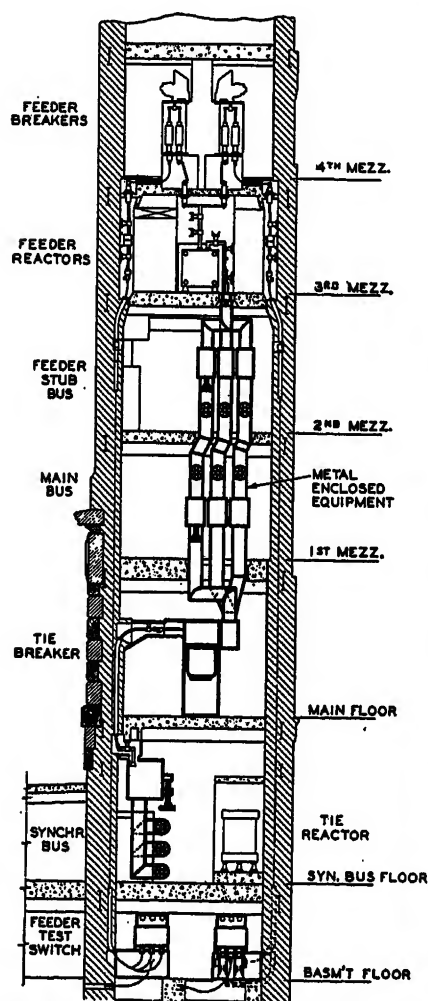 FEEDER
BREAKERS
4TH MEZZ.
FEEDER
REACTORS
3RD MEZZ.
FEEDER
STUB
BUS
2ND MEZZ.
MAIN
BUS
METAL
ENCLOSED
EQUIPMENT
1ST MEZZ.
TIE
BREAKER
MAIN FLOOR
SYNCHR.
BUS
TIE
REACTOR
SYN. BUS FLOOR
FEEDER
TEST
SWITCH
BASM'T FLOOR